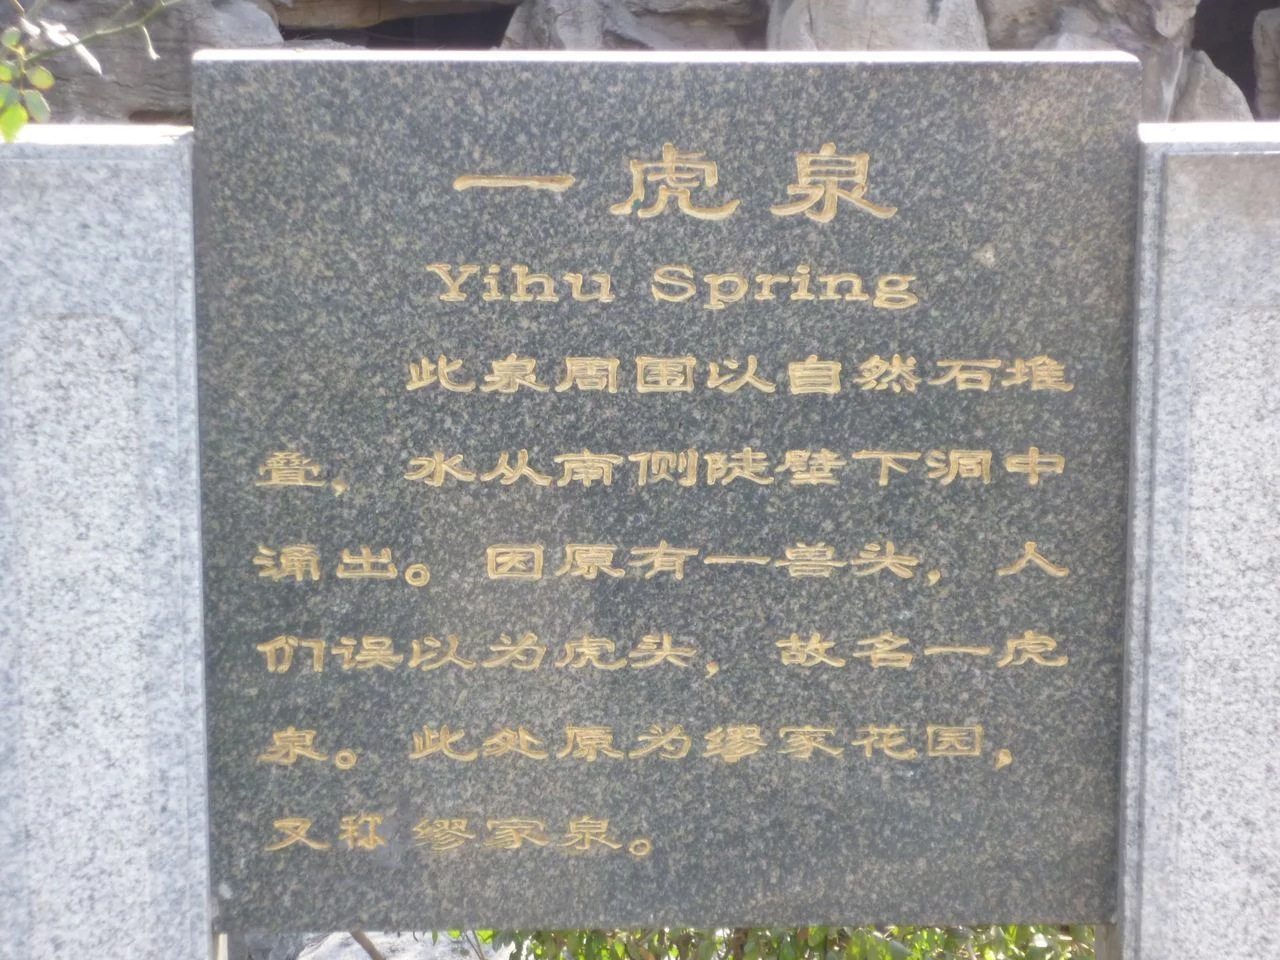 一虎泉
Yihu Spring
此泉周围以自然石堆
叠，水从南侧陡壁下洞中
涌出。因原有一兽头，人
们误以为虎头，故名一虎
泉。此处原为缪家花园，
又称缪家泉。